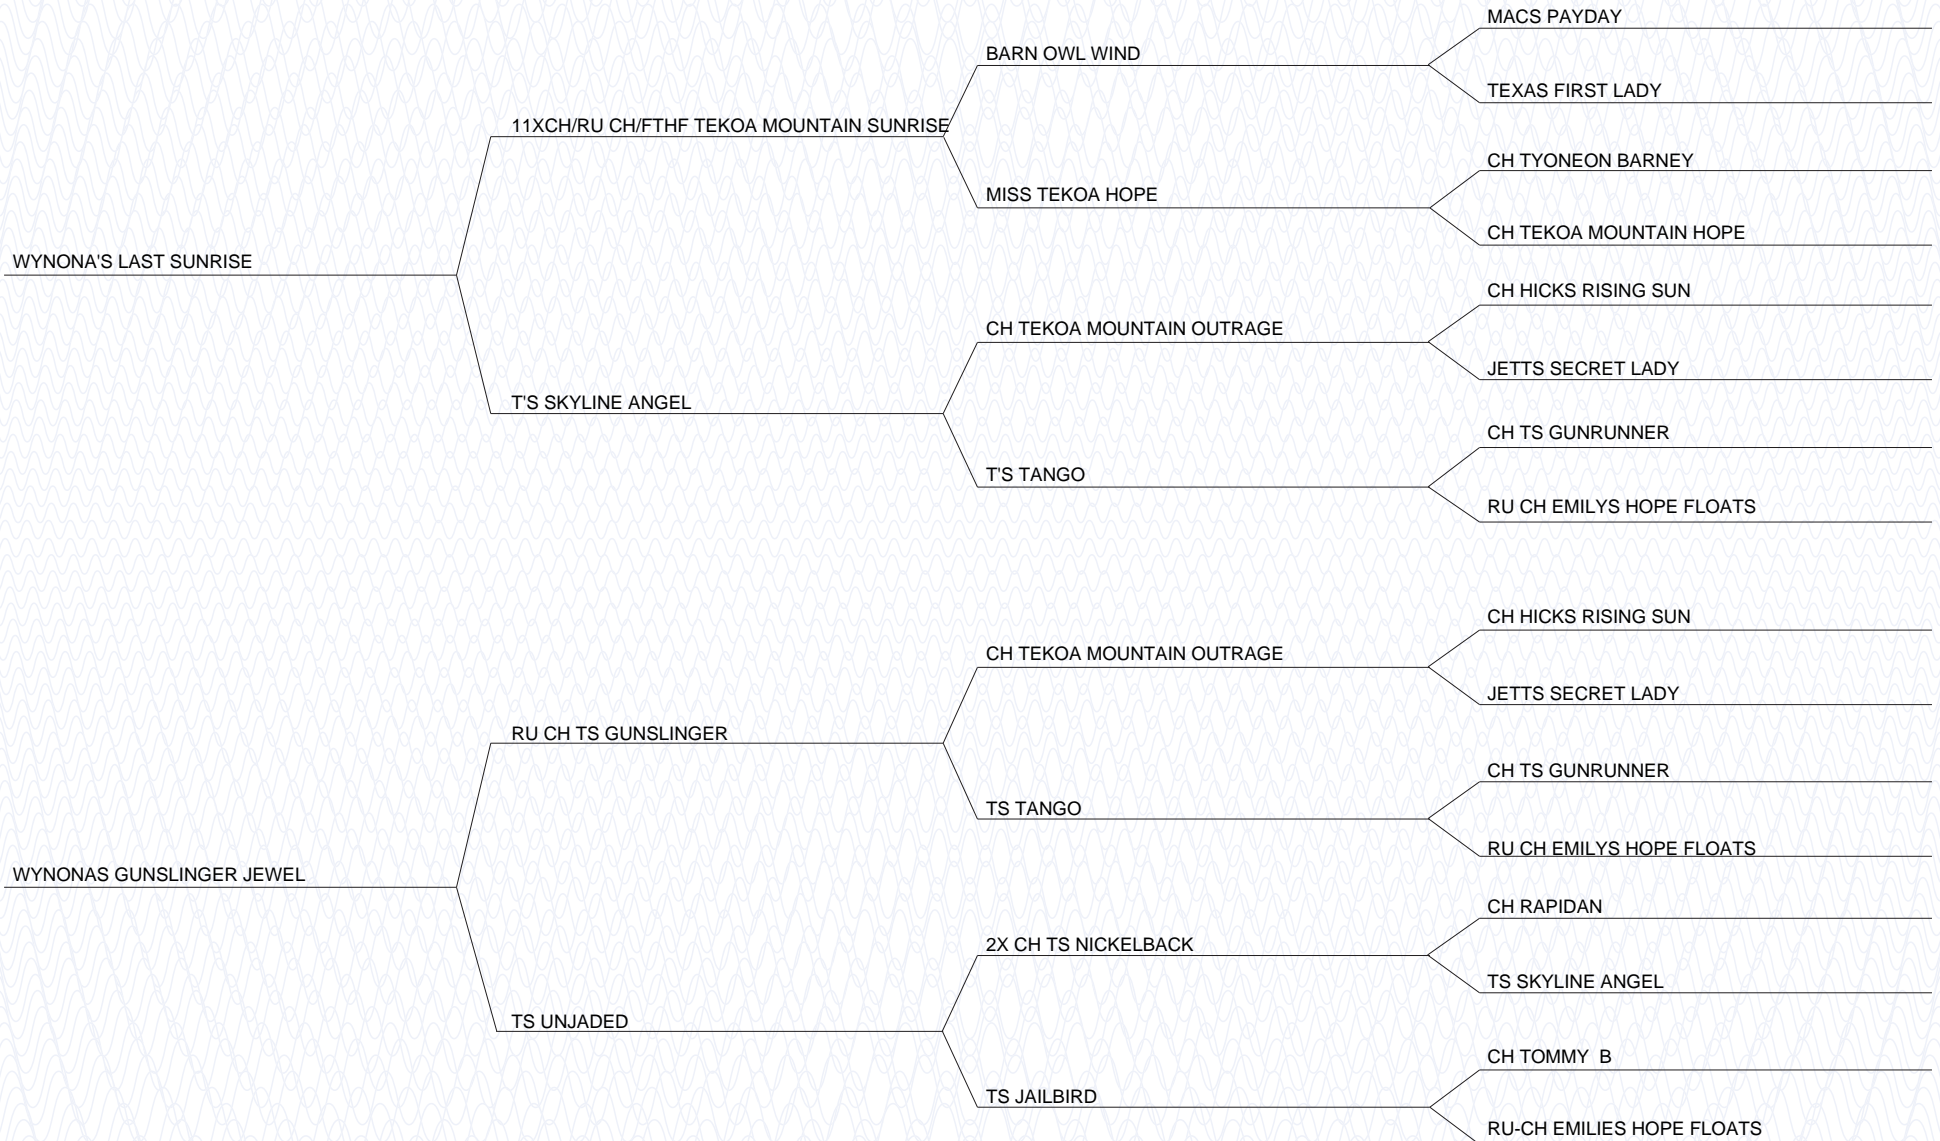 MACS PAYDAY
BARN OWL WIND
TEXAS FIRST LADY
11XCH/RU CH/FTHF TEKOA MOUNTAIN SUNRISE
CH TYONEON BARNEY
MISS TEKOA HOPE
CH TEKOA MOUNTAIN HOPE
WYNONA'S LAST SUNRISE
CH HICKS RISING SUN
CH TEKOA MOUNTAIN OUTRAGE
JETTS SECRET LADY
T'S SKYLINE ANGEL
CH TS GUNRUNNER
T'S TANGO
RU CH EMILYS HOPE FLOATS
CH HICKS RISING SUN
CH TEKOA MOUNTAIN OUTRAGE
JETTS SECRET LADY
RU CH TS GUNSLINGER
CH TS GUNRUNNER
TS TANGO
RU CH EMILYS HOPE FLOATS
WYNONAS GUNSLINGER JEWEL
CH RAPIDAN
2X CH TS NICKELBACK
TS SKYLINE ANGEL
TS UNJADED
CH TOMMY  B
TS JAILBIRD
RU-CH EMILIES HOPE FLOATS